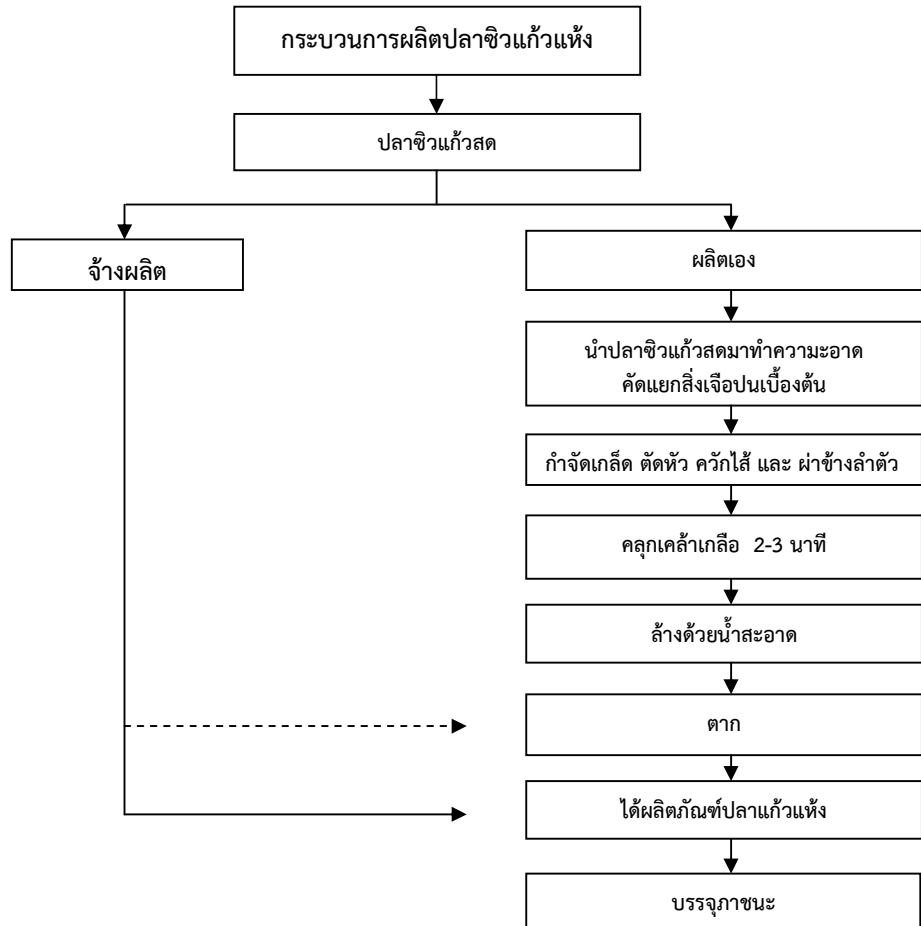 กระบวนการผลิตปลาซิวแก้วแห้ง
ปลาซิวแก้วสด
จ้างผลิต
ผลิตเอง
นำปลาซิวแก้วสดมาทำความะอาด
คัดแยกสิ่งเจือปนเบื้องต้น
กำจัดเกล็ด ตัดหัว ควักไส้ และ ผ่าข้างลำตัว
คลุกเคล้าเกลือ 2-3 นาที
ล้างด้วยน้ำสะอาด
ตาก
ได้ผลิตภัณฑ์ปลาแก้วแห้ง
บรรจุภาชนะ